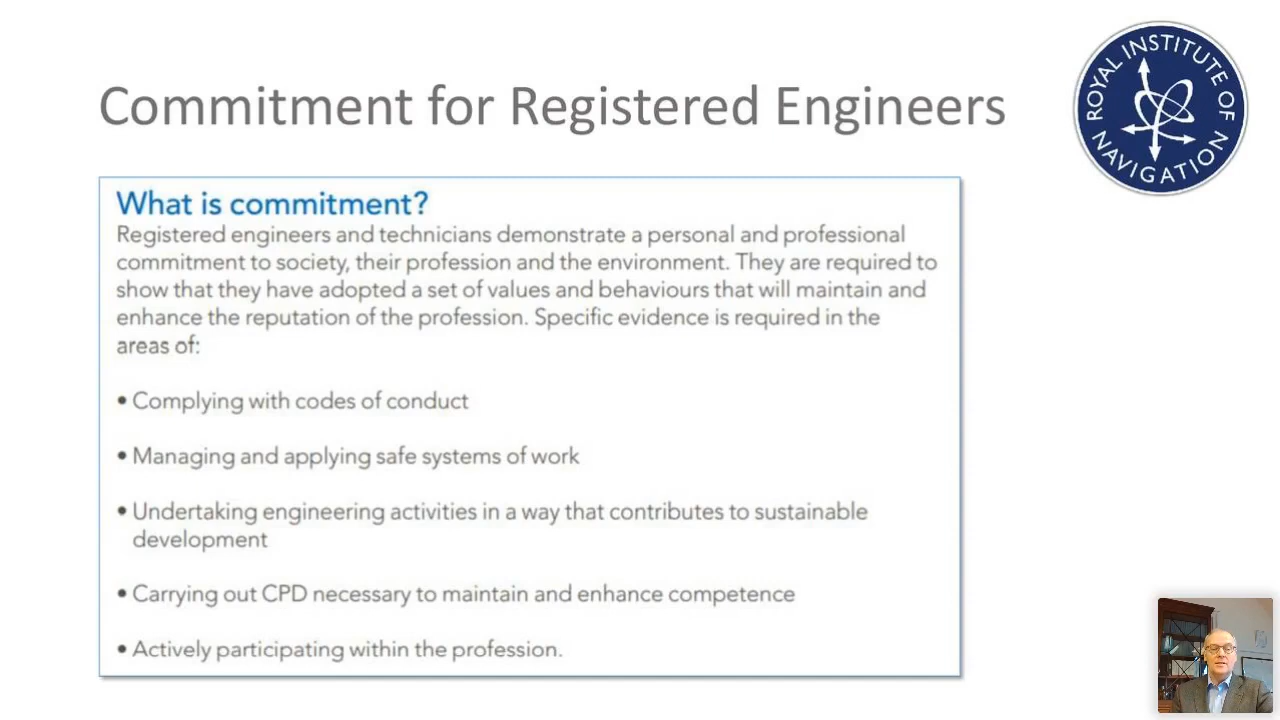 Commitment for Registered Engineers
ROYAL INSTITUTE OF
NAVIGATION
What is commitment?
Registered engineers and technicians demonstrate a personal and professional
commitment to society, their profession and the environment. They are required to
show that they have adopted a set of values and behaviours that will maintain and
enhance the reputation of the profession. Specific evidence is required in the
areas of:
• Complying with codes of conduct
• Managing and applying safe systems of work
• Undertaking engineering activities in a way that contributes to sustainable
development
• Carrying out CPD necessary to maintain and enhance competence
• Actively participating within the profession.